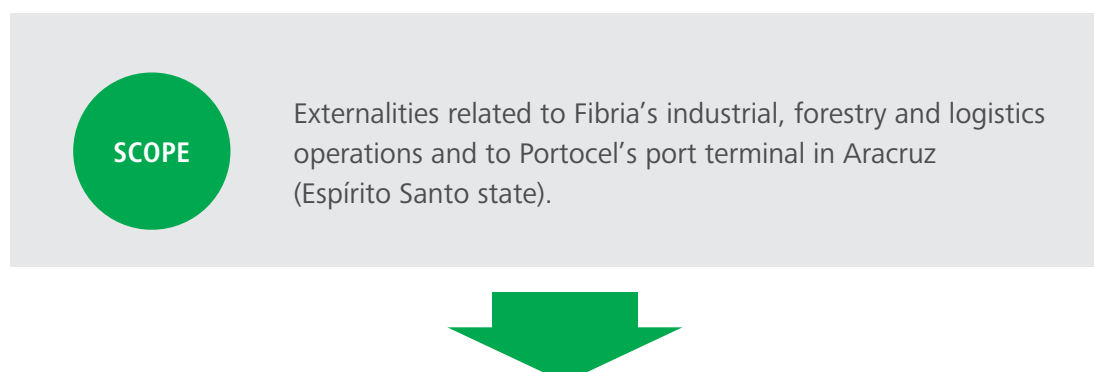 SCOPE
Externalities related to Fibria’s industrial, forestry and logistics
operations and to Portocel’s port terminal in Aracruz
(Espírito Santo state).